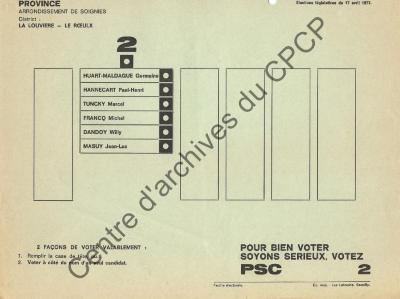 PROVINCE
ARRONDISSEMENT DE SOIGNIES
District :
LA LOUVIERE - LE RŒULX
Elections législatives du 17 avril 1977.
2
HUART-MALDAGUE Germaine
HANNECART Paul-Henri
TUNCKY Marcel
FRANCQ Michel
DANDOY Willy
MASUY Jean-Luc
Centre d'archives du CPCP
2 FAÇONS DE VOTER VALABLEMENT :
1. Remplir la case de tête
2. Voter à côté du nom d'un seul candidat.
POUR BIEN VOTER
SOYONS SERIEUX, VOTEZ
PSC 2